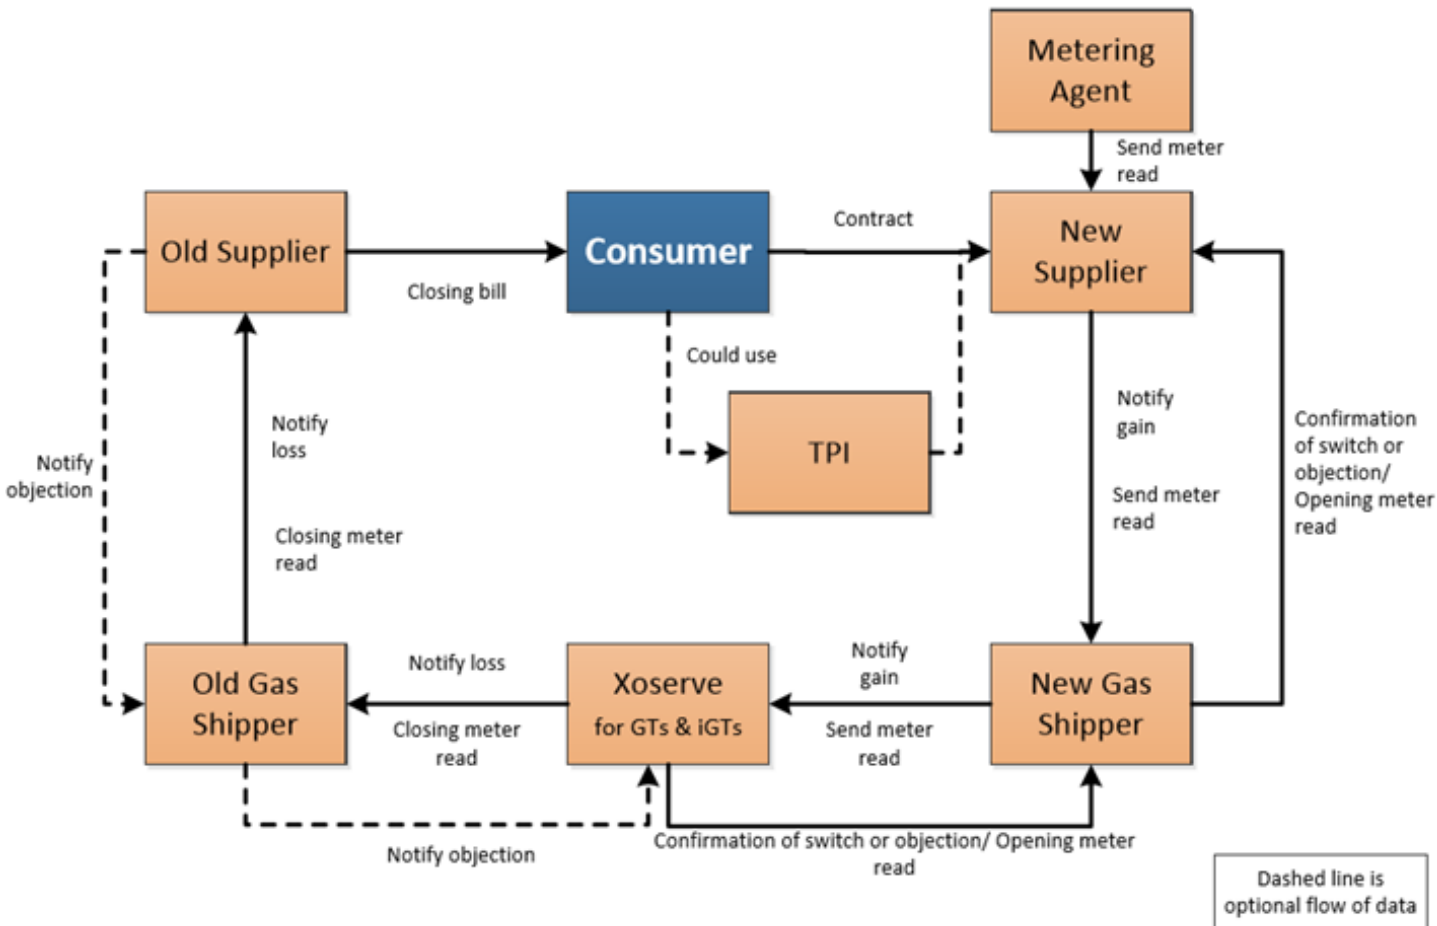 Metering
Agent
Send meter
read
Old Supplier
Closing bill
Consumer
Contract
New
Supplier
Could use
TPI
Notify
objection
Notify
loss
Closing meter
read
Notify
gain
Send meter
read
Confirmation
of switch or
objection/
Opening meter
read
Old Gas
Shipper
Notify loss
Closing meter
read
Xoserve
for GTs & iGTs
Notify
gain
Send meter
read
New Gas
Shipper
Notify objection
Confirmation of switch or objection/ Opening meter
read
Dashed line is
optional flow of data